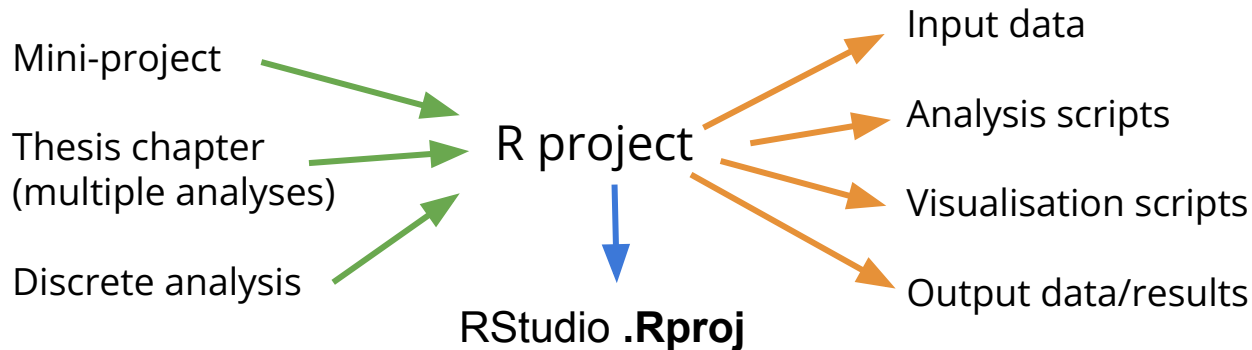 Mini-project
Thesis chapter
(multiple analyses)
Discrete analysis
R project
RStudio .Rproj
Input data
Analysis scripts
Visualisation scripts
Output data/results